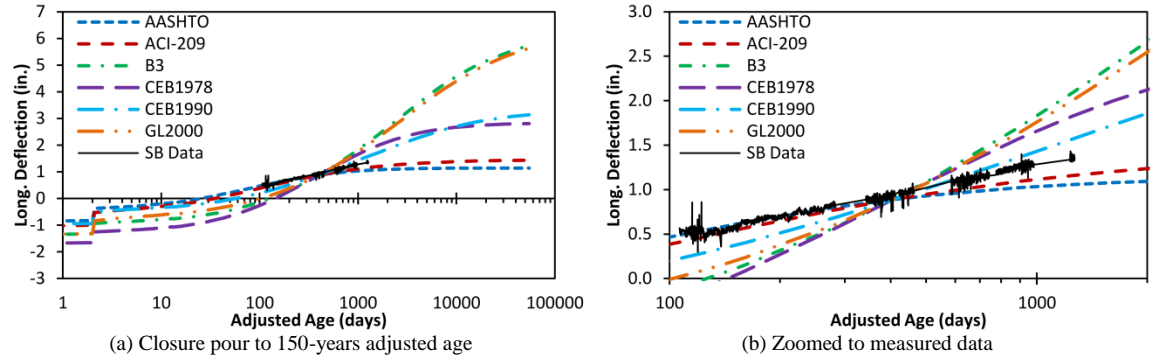 Long. Deflection (in.)
7
6
5
4
3
2
1
0
-1
-2
-3
AASHTO
ACI-209
B3
CEB1978
CEB1990
GL2000
SB Data
1 10 100 1000 10000 100000
Adjusted Age (days)
(a) Closure pour to 150-years adjusted age
Long. Deflection (in.)
3.0
2.5
2.0
1.5
1.0
0.5
0.0
AASHTO
ACI-209
B3
CEB1978
CEB1990
GL2000
SB Data
100 1000
Adjusted Age (days)
(b) Zoomed to measured data